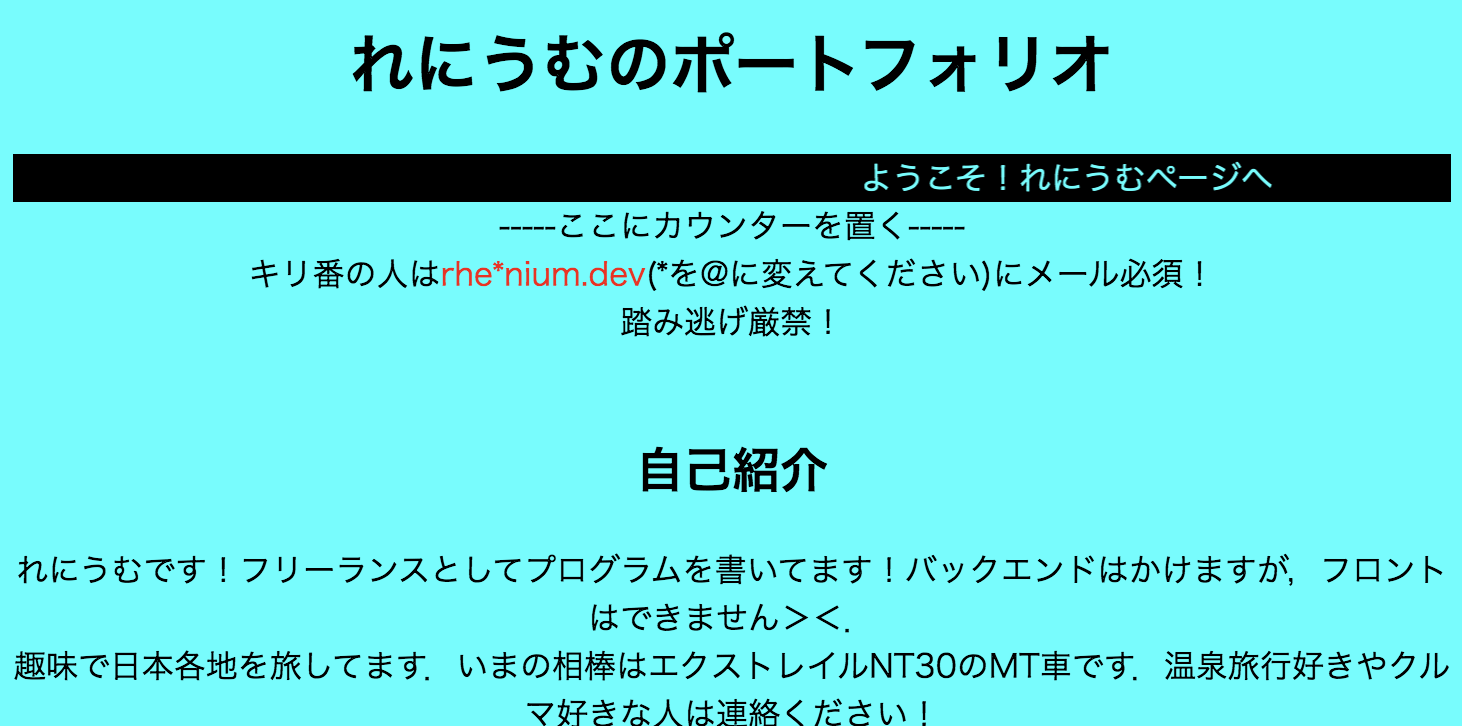 れにうむのポートフォリオ
ようこそ！れにうむページへ
-----ここにカウンターを置く-----
キリ番の人はrhe*nium.dev(*を@に変えてください)にメール必須！
踏み逃げ厳禁！
自己紹介
れにうむです！フリーランスとしてプログラムを書いてます！バックエンドはかけますが，フロント
はできません＞＜．
趣味で日本各地を旅してます．いまの相棒はエクストレイルNT30のMT車です．温泉旅行好きやクル
マ好きな人は連絡ください！